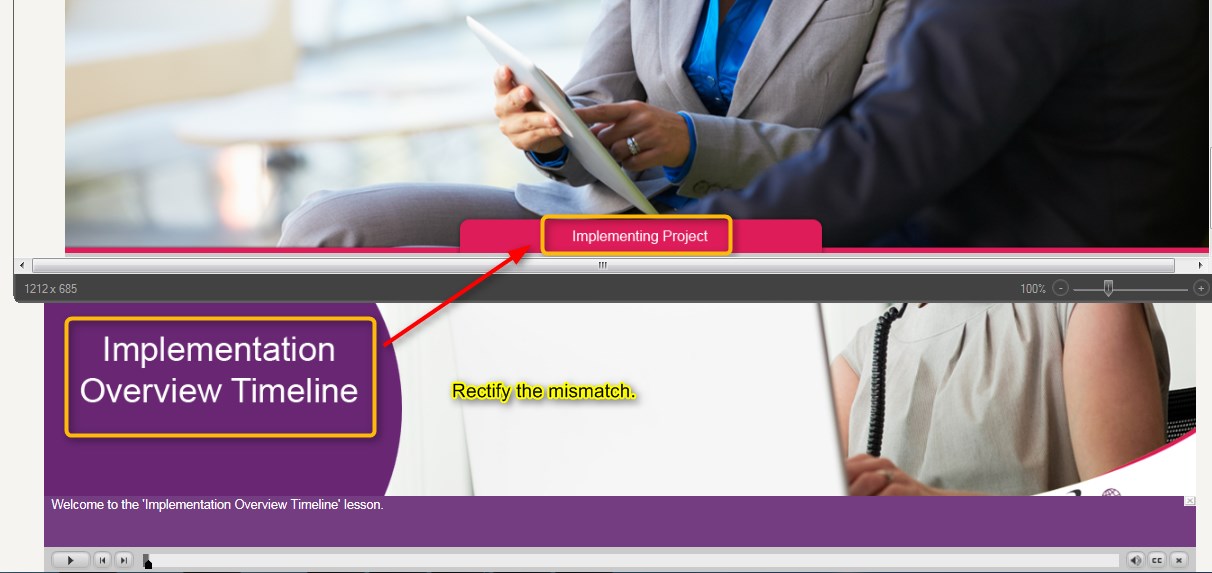 Implementing Project
1212 x 685
100%
Implementation
Overview Timeline
Rectify the mismatch.
Welcome to the 'Implementation Overview Timeline' lesson.
CC